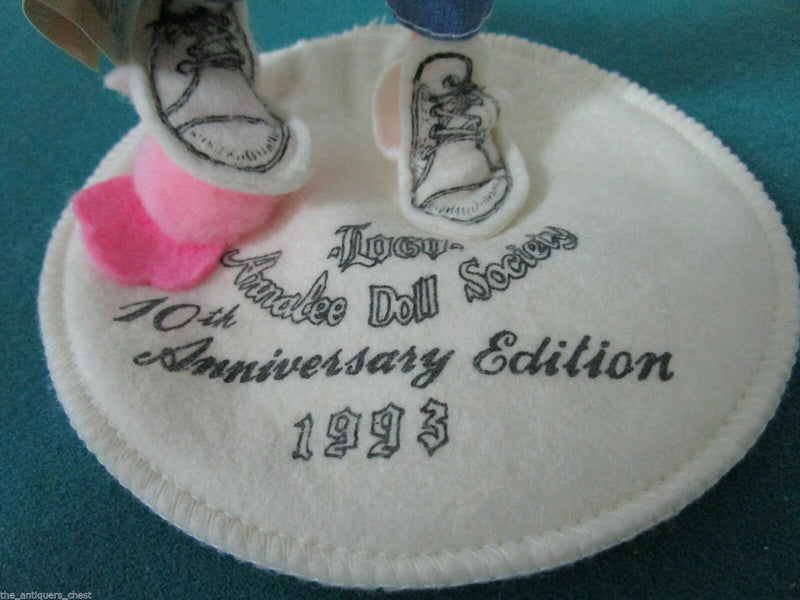 -Logo-
Annalee Doll Society
10th
Anniversary Edition
1993
the_antiquers_chest